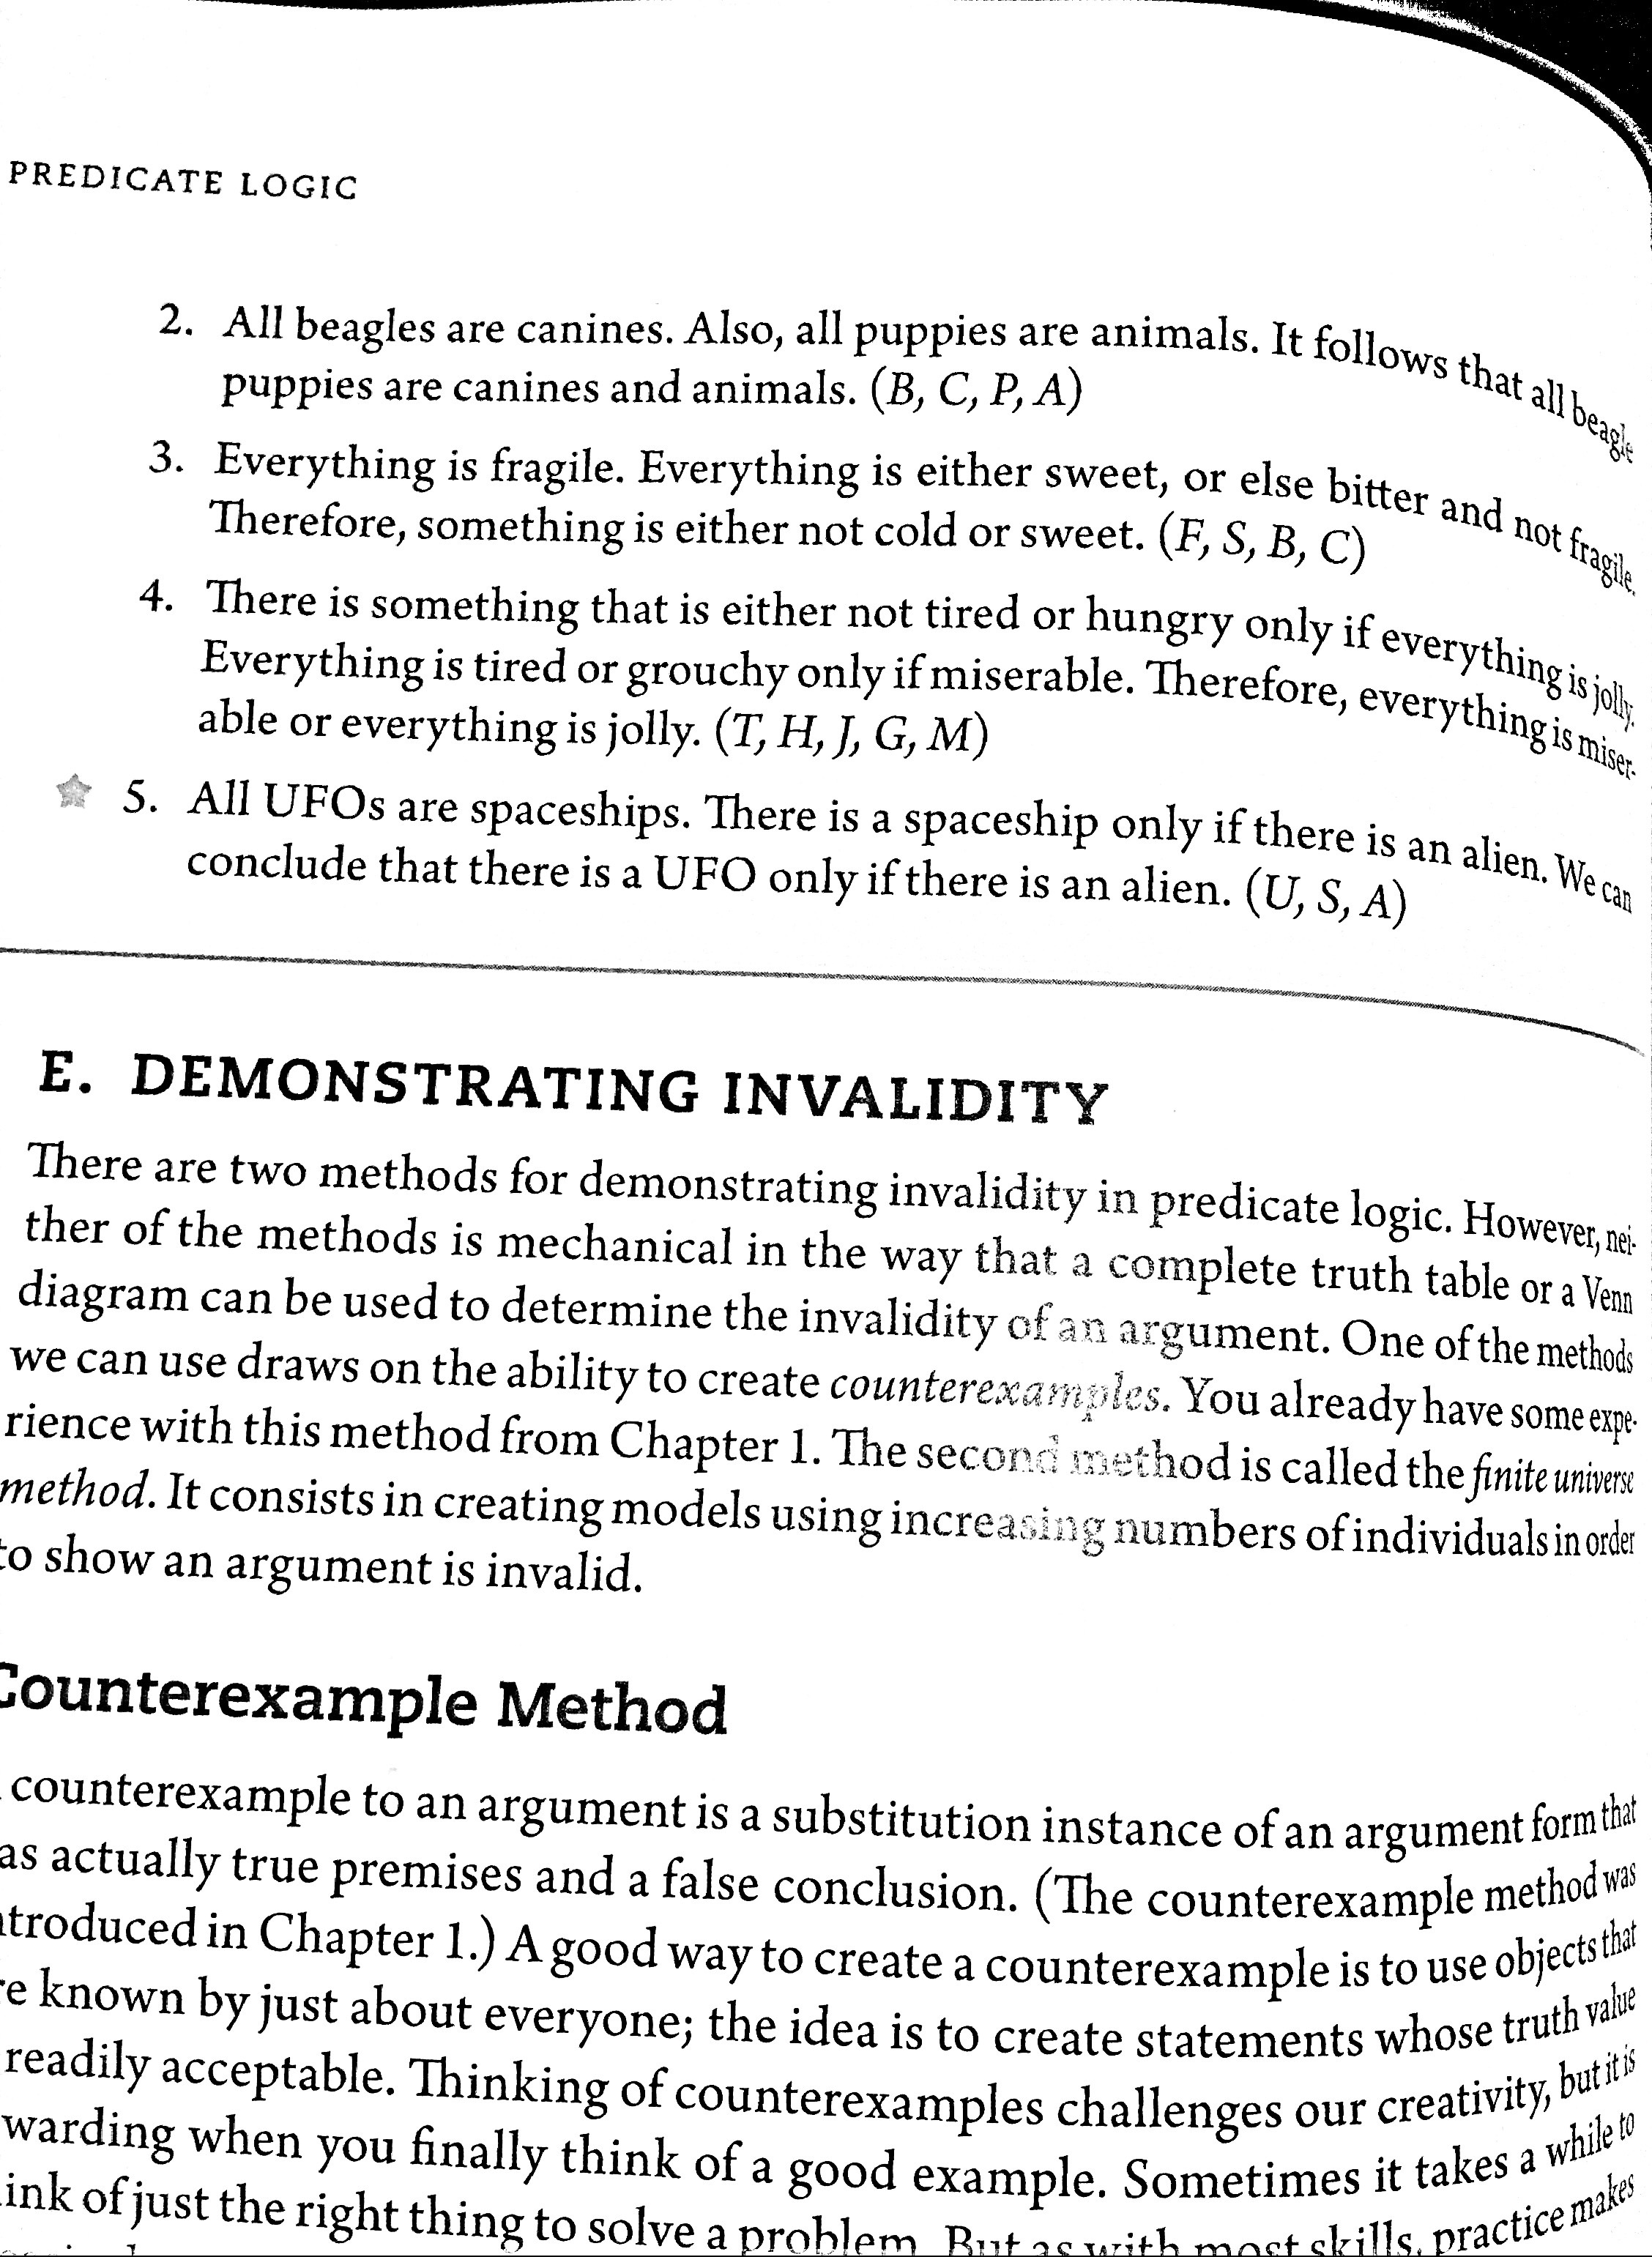 PREDICATE LOGIC
2. All beagles are canines. Also, all puppies are animals. It follows that all beagle
puppies are canines and animals. (B, C, P, A)
3. Everything is fragile. Everything is either sweet, or else bitter and not fragile.
Therefore, something is either not cold or sweet. (F, S, B, C)
4. There is something that is either not tired or hungry only if everything is jolly.
Everything is tired or grouchy only if miserable. Therefore, everything is miser-
able or everything is jolly. (T, H, J, G, M)
5. All UFOs are spaceships. There is a spaceship only if there is an alien. We can
conclude that there is a UFO only if there is an alien. (U, S, A)
E. DEMONSTRATING INVALIDITY
There are two methods for demonstrating invalidity in predicate logic. However, nei-
ther of the methods is mechanical in the way that a complete truth table or a Venn
diagram can be used to determine the invalidity of an argument. One of the methods
we can use draws on the ability to create counterexamples. You already have some expe-
rience with this method from Chapter 1. The second method is called the finite universe
method. It consists in creating models using increasing numbers of individuals in order
to show an argument is invalid.
Counterexample Method
counterexample to an argument is a substitution instance of an argument form that
as actually true premises and a false conclusion. (The counterexample method was
troduced in Chapter 1.) A good way to create a counterexample is to use objects that
re known by just about everyone; the idea is to create statements whose truth value
readily acceptable. Thinking of counterexamples challenges our creativity, but it is
warding when you finally think of a good example. Sometimes it takes a while to
ink of just the right thing to solve a problem. But as with most skills, practice makes